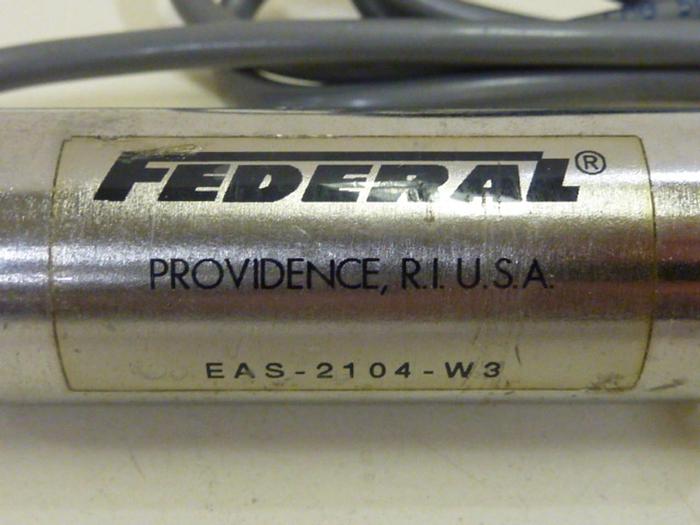 FEDERAL®
PROVIDENCE, R.I. U.S.A.
EAS-2104-W3